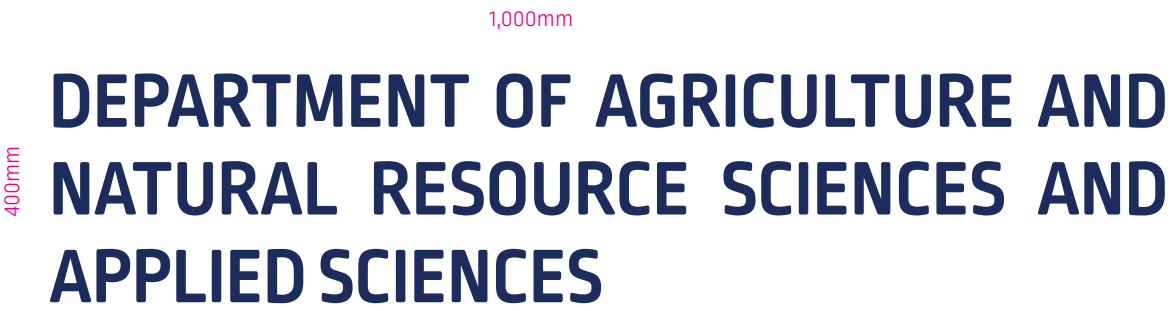 1,000mm
400mm
DEPARTMENT OF AGRICULTURE AND
NATURAL RESOURCE SCIENCES AND
APPLIED SCIENCES